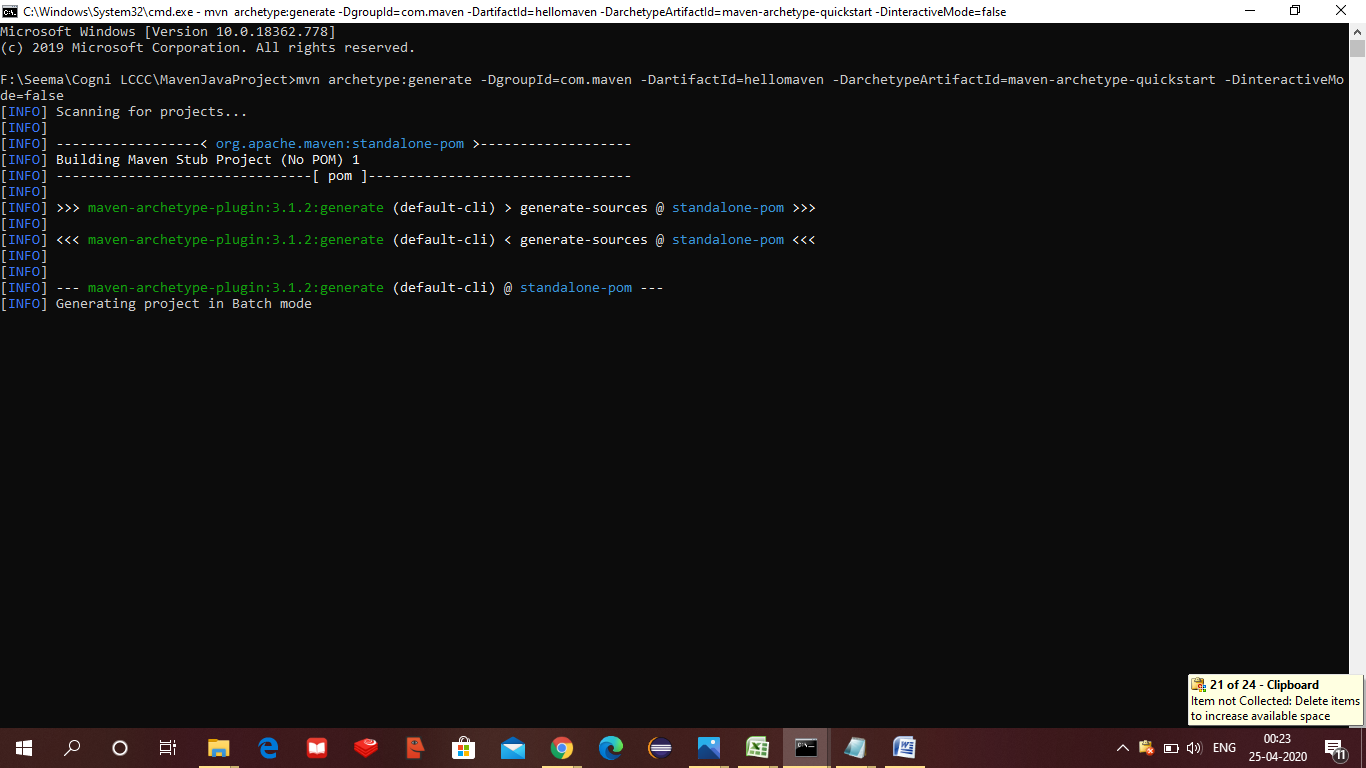 C:\Windows\System32\cmd.exe - mvn  archetype:generate -DgroupId=com.maven -DartifactId=hellomaven -DarchetypeArtifactId=maven-archetype-quickstart -DinteractiveMode=false
Microsoft Windows [Version 10.0.18362.778]
(c) 2019 Microsoft Corporation. All rights reserved.
F:\Seema\Cogni LCCC\MavenJavaProject>mvn archetype:generate -DgroupId=com.maven -DartifactId=hellomaven -DarchetypeArtifactId=maven-archetype-quickstart -DinteractiveMo
de=false
[INFO] Scanning for projects...
[INFO]
[INFO] ------------------< org.apache.maven:standalone-pom >-------------------
[INFO] Building Maven Stub Project (No POM) 1
[INFO] --------------------------------[ pom ]---------------------------------
[INFO]
[INFO] >>> maven-archetype-plugin:3.1.2:generate (default-cli) > generate-sources @ standalone-pom >>>
[INFO]
[INFO] <<< maven-archetype-plugin:3.1.2:generate (default-cli) < generate-sources @ standalone-pom <<<
[INFO]
[INFO]
[INFO] --- maven-archetype-plugin:3.1.2:generate (default-cli) @ standalone-pom ---
[INFO] Generating project in Batch mode
21 of 24 - Clipboard
Item not Collected: Delete items
to increase available space
ENG
00:23
25-04-2020
11